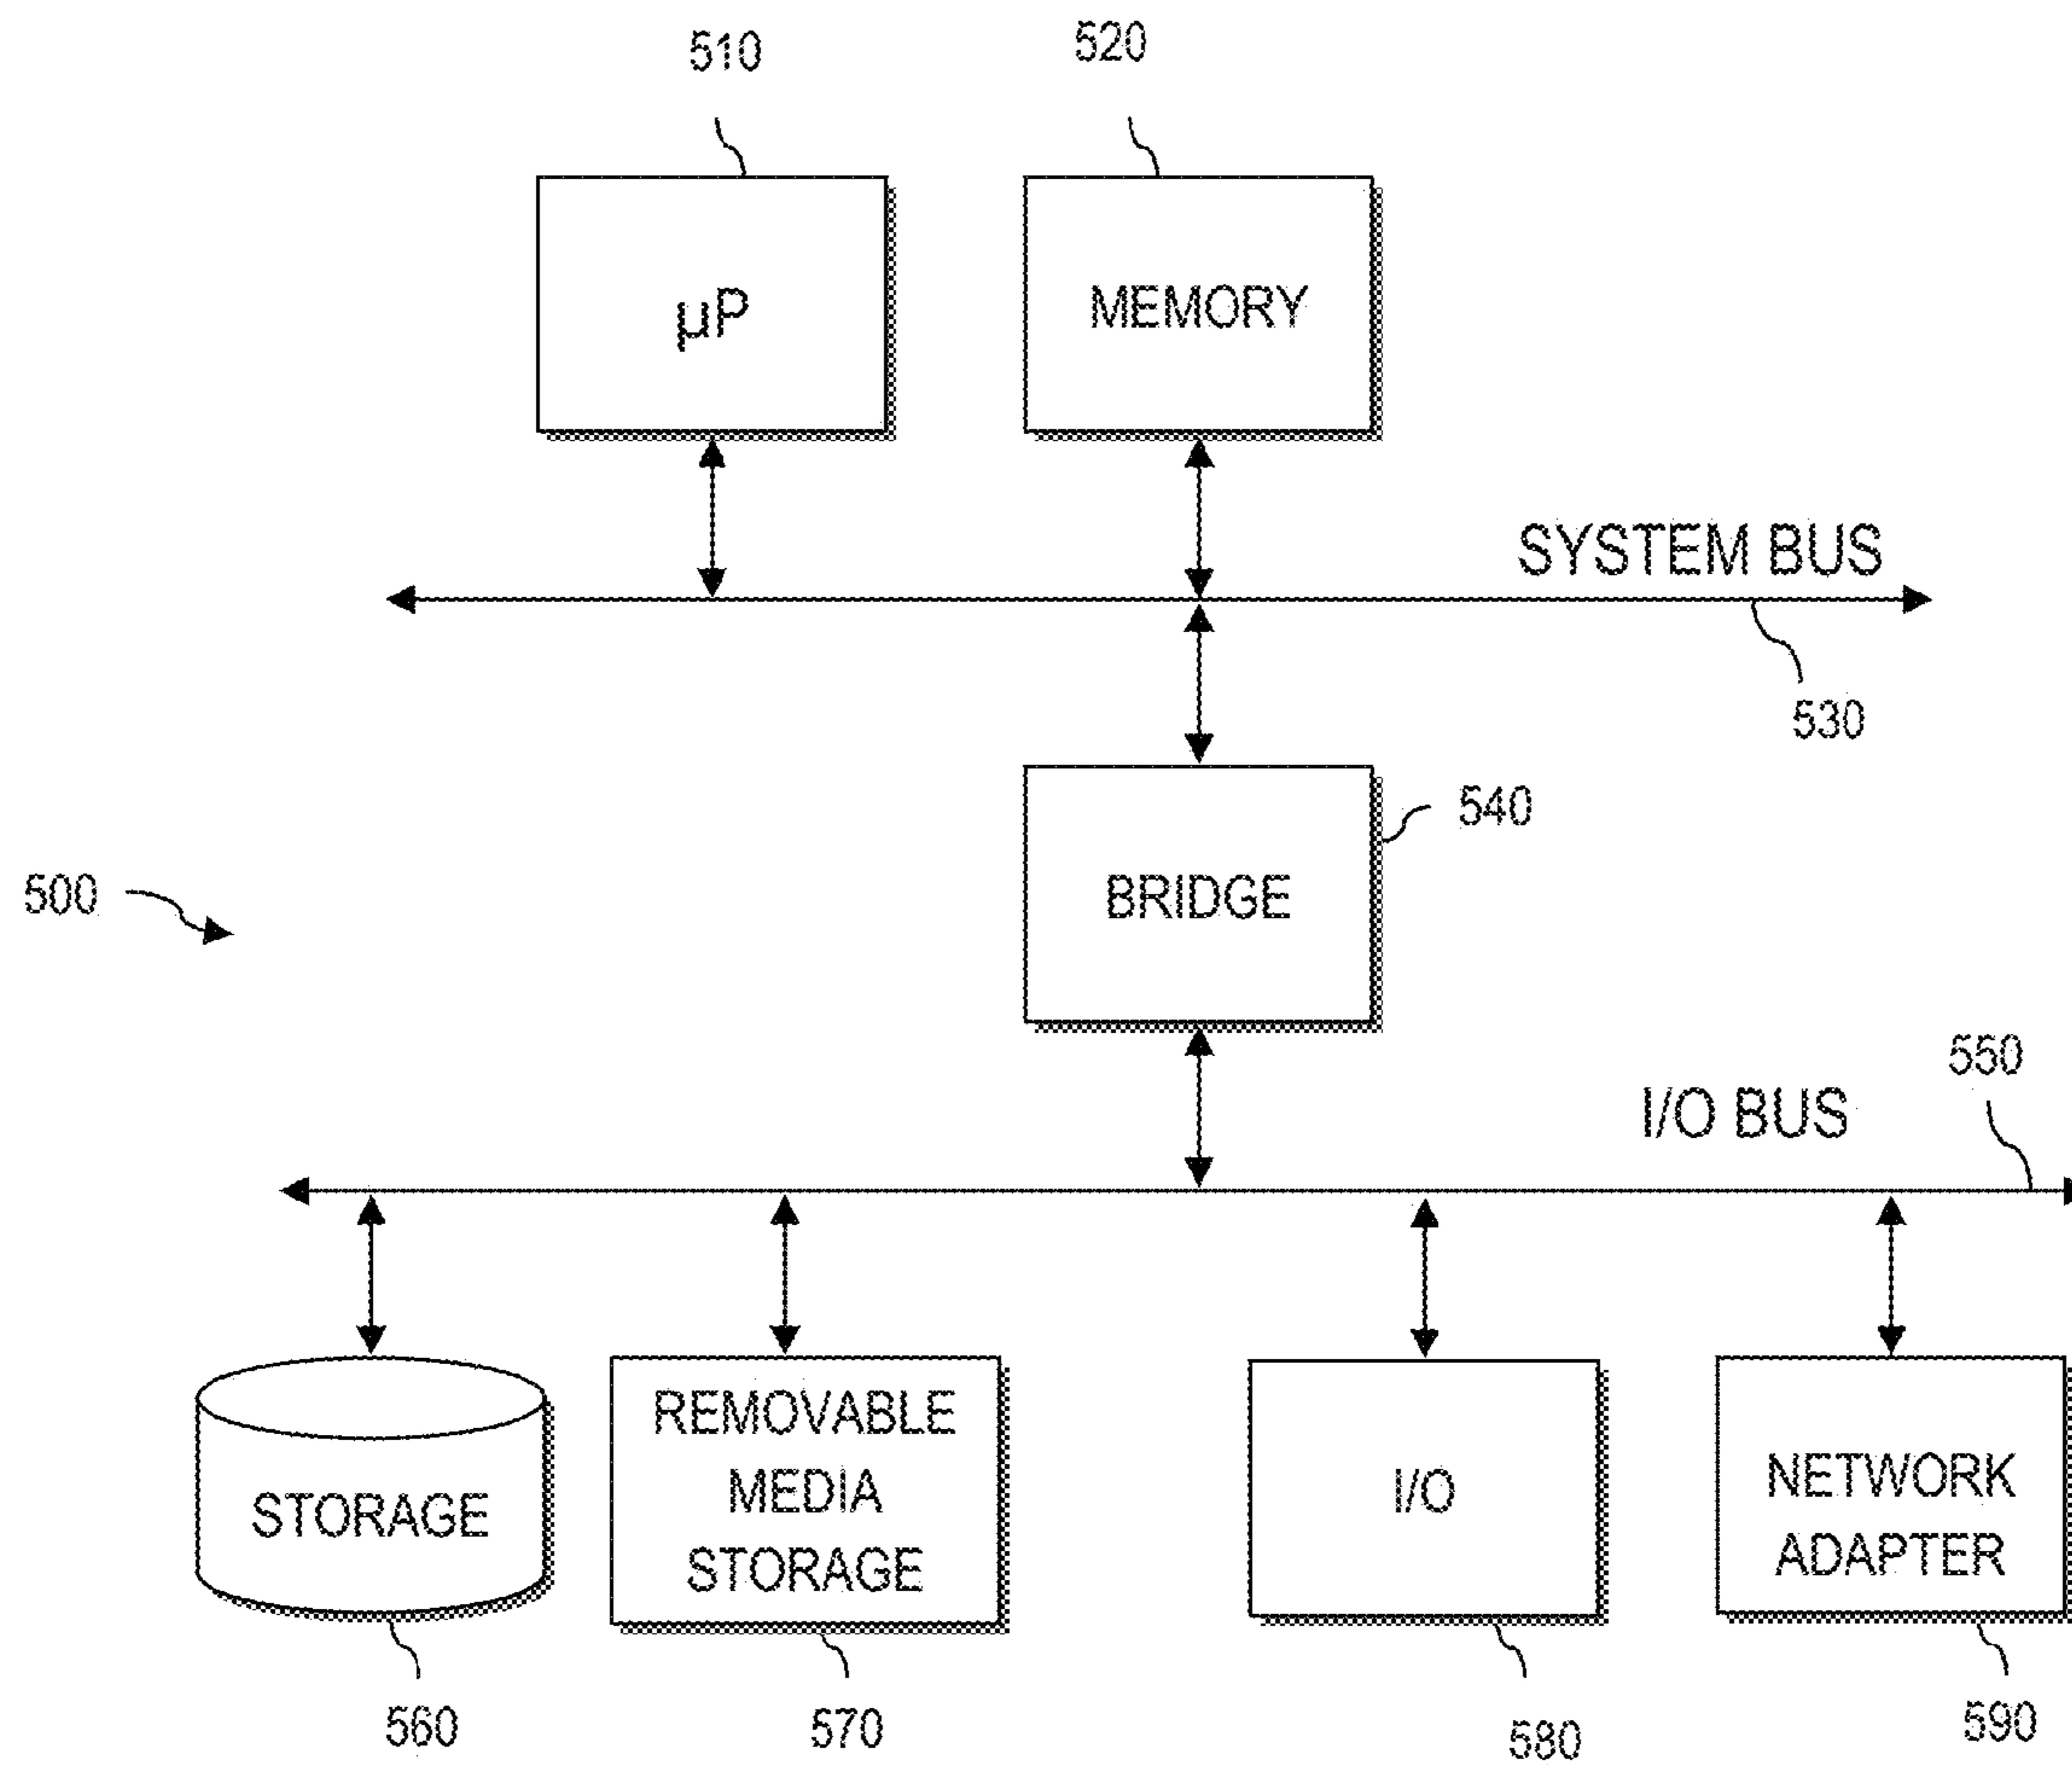 510
520
µP
MEMORY
SYSTEM BUS
530
540
BRIDGE
500
550
I/O BUS
REMOVABLE
MEDIA
STORAGE
STORAGE
I/O
NETWORK
ADAPTER
560
570
580
590